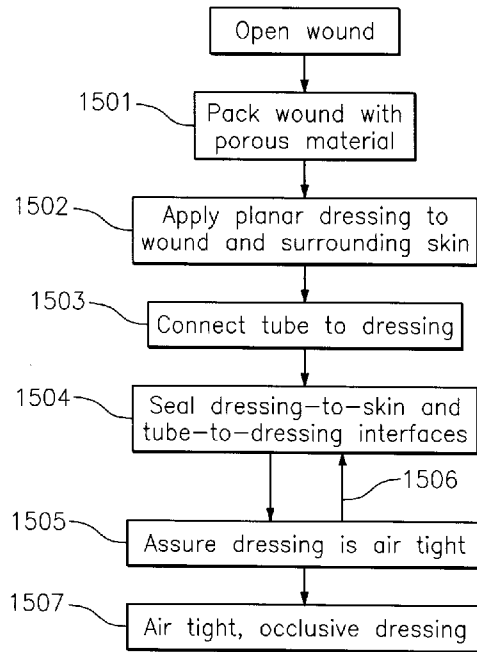 Open wound
1501
Pack wound with
porous material
1502
Apply planar dressing to
wound and surrounding skin
1503
Connect tube to dressing
1504
Seal dressing-to-skin and
tube-to-dressing interfaces
1506
1505
Assure dressing is air tight
1507
Air tight, occlusive dressing